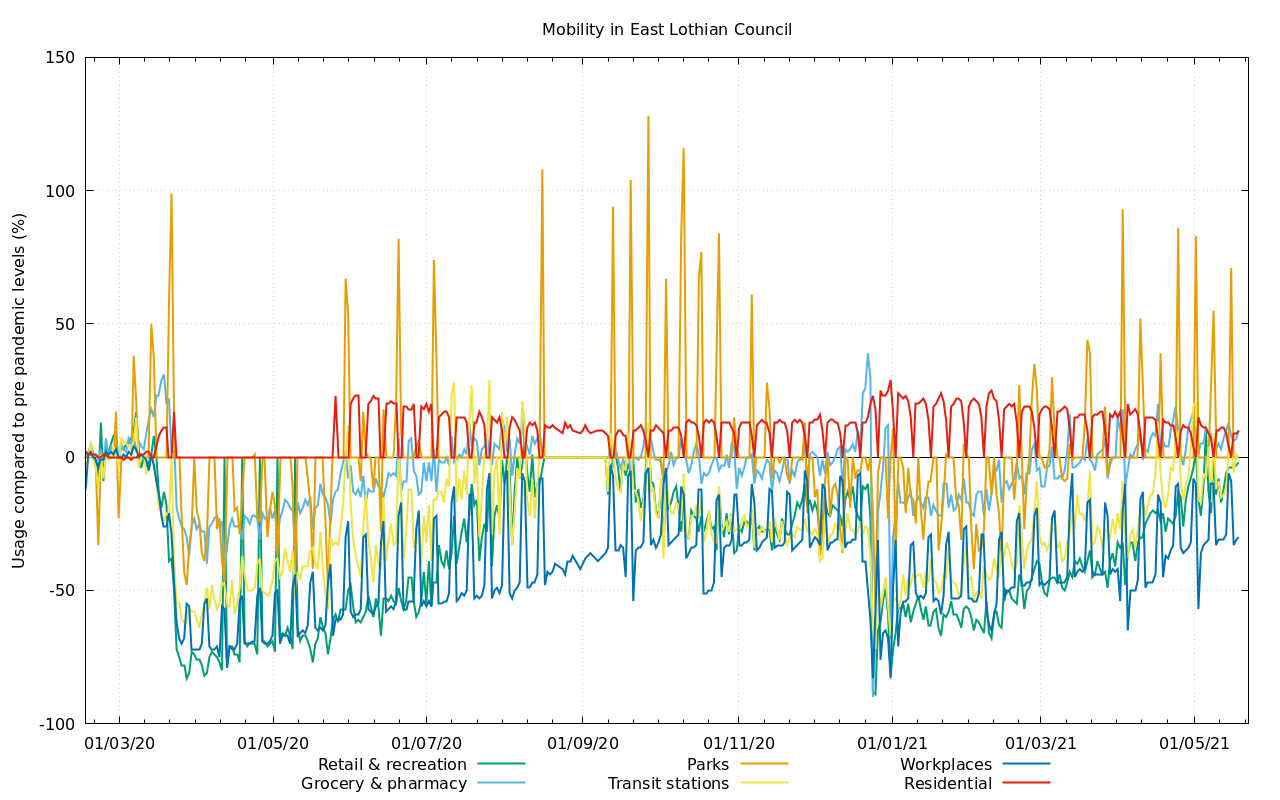 Mobility in East Lothian Council
Usage compared to pre pandemic levels (%)
150
100
50
0
-50
-100
01/03/20 01/05/20 01/07/20 01/09/20 01/11/20 01/01/21 01/03/21 01/05/21
Retail & recreation Parks Workplaces
Grocery & pharmacy Transit stations Residential